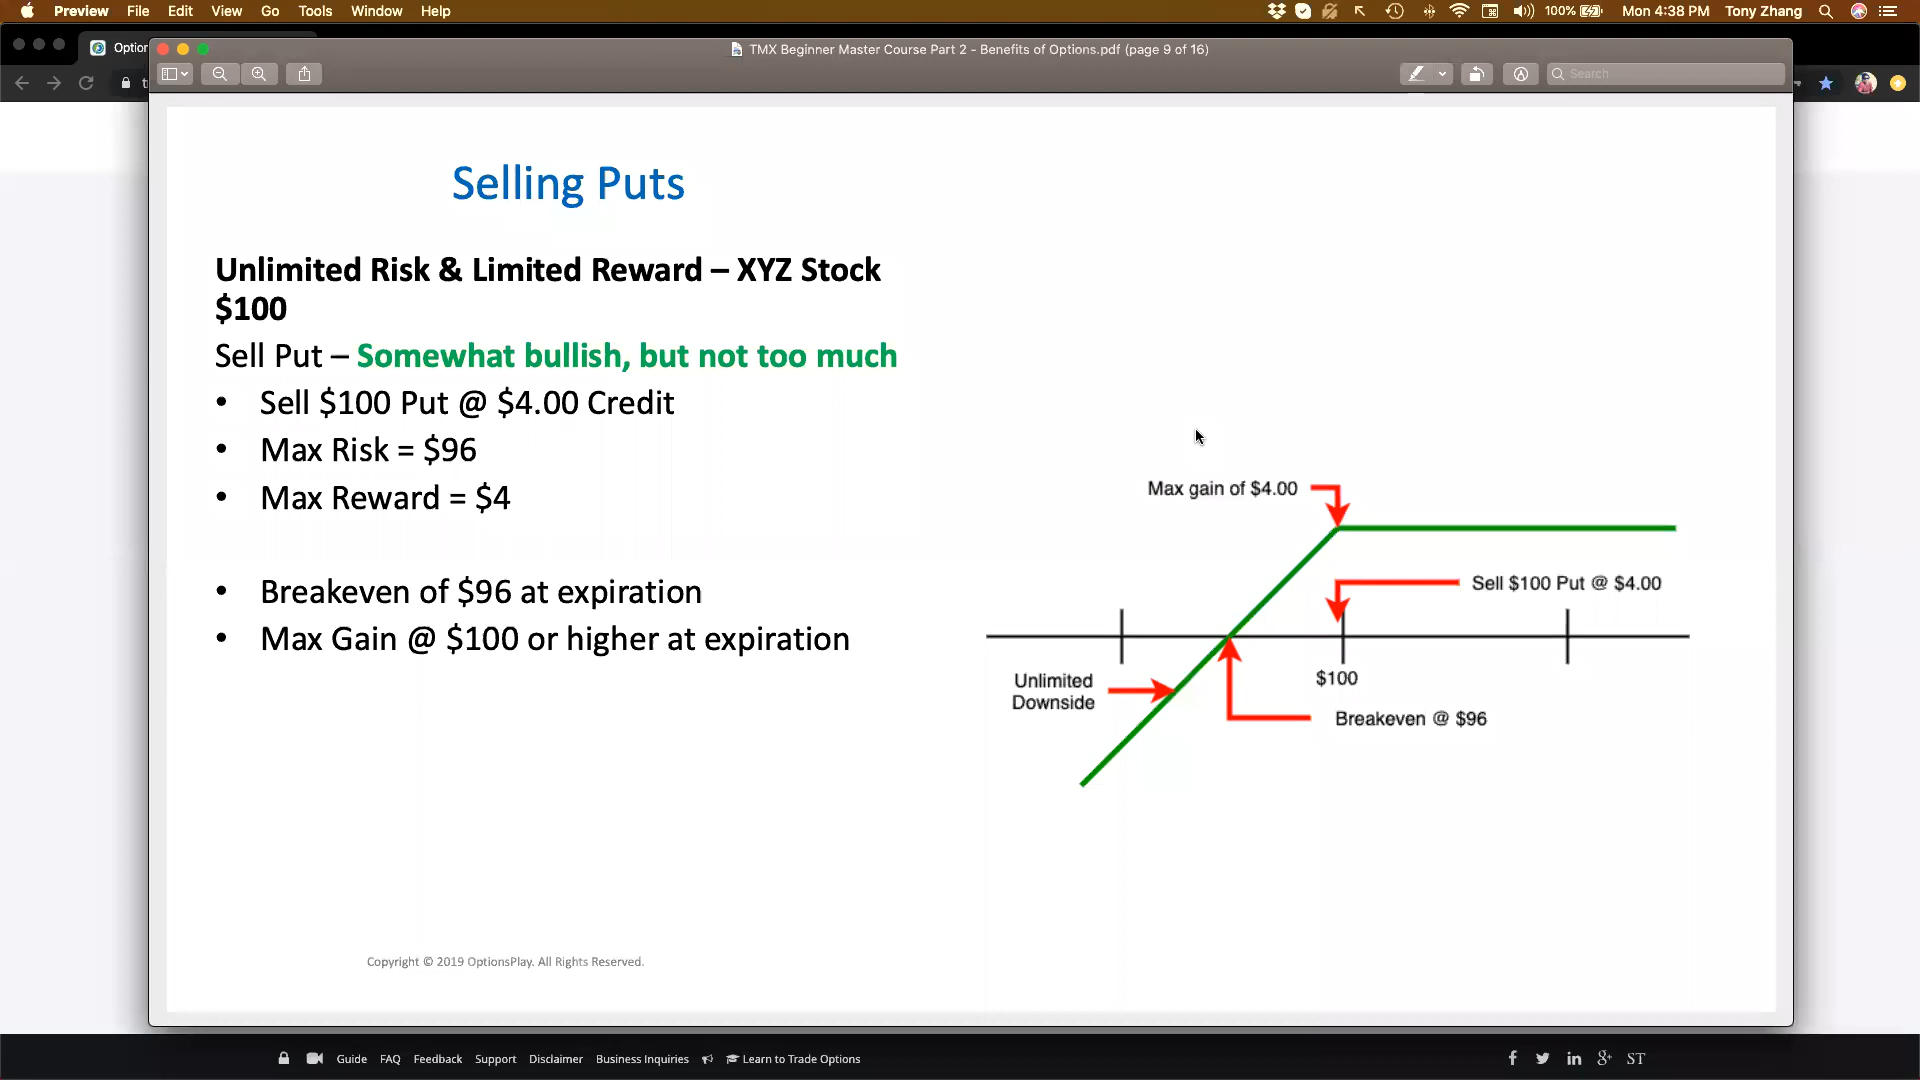 Preview File Edit View Go Tools Window Help
100% Mon 4:38 PM Tony Zhang
Option
TMX Beginner Master Course Part 2 - Benefits of Options.pdf (page 9 of 16)
Search
Selling Puts
Unlimited Risk & Limited Reward – XYZ Stock
$100
Sell Put – Somewhat bullish, but not too much
• Sell $100 Put @ $4.00 Credit
• Max Risk = $96
• Max Reward = $4
• Breakeven of $96 at expiration
• Max Gain @ $100 or higher at expiration
Max gain of $4.00
Sell $100 Put @ $4.00
Unlimited
Downside
$100
Breakeven @ $96
Copyright © 2019 OptionsPlay. All Rights Reserved.
Guide FAQ Feedback Support Disclaimer Business Inquiries Learn to Trade Options
ST